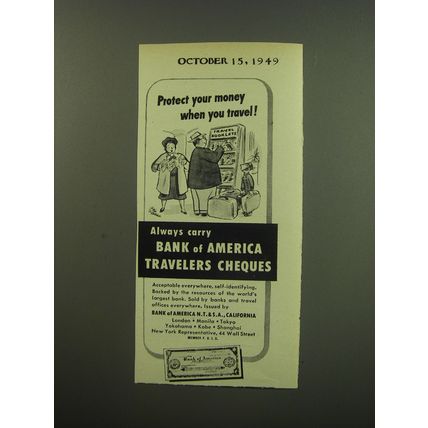 OCTOBER 15, 1949
Protect your money
when you travel!
TRAVEL
BOOKLETS
Always carry
BANK of AMERICA
TRAVELERS CHEQUES
Acceptable everywhere, self-identifying.
Backed by the resources of the world's
largest bank. Sold by banks and travel
offices everywhere. Issued by
BANK of AMERICA N.T.&S.A., CALIFORNIA
London • Manila • Tokyo
Yokohama • Kobe • Shanghai
New York Representative, 44 Wall Street
MEMBER F. D. I. C.
Bank of America